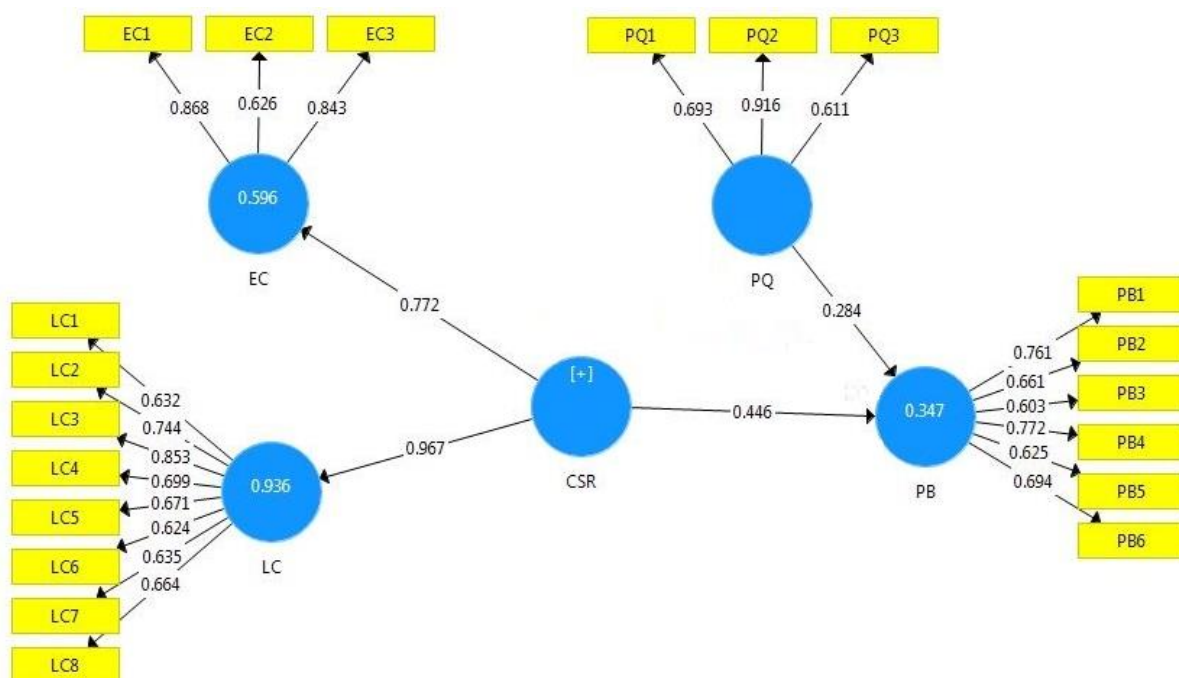 EC1 EC2 EC3
0.868 0.626 0.843
0.596
EC
PQ1 PQ2 PQ3
0.693 0.916 0.611
PQ
0.772
0.284
LC1
LC2
LC3
LC4
LC5
LC6
LC7
LC8
0.632
0.744
0.853
0.699
0.671
0.624
0.635
0.664
0.936
LC
0.967
[+]
CSR
0.446
0.347
PB
0.761
0.661
0.603
0.772
0.625
0.694
PB1
PB2
PB3
PB4
PB5
PB6